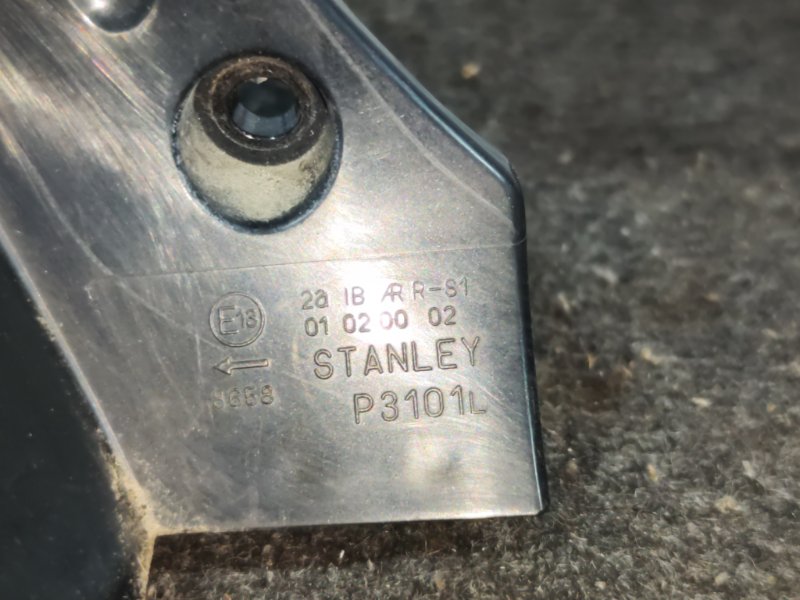 2a IB AR R-S1
E13 01 02 00 02
STANLEY
P3101L